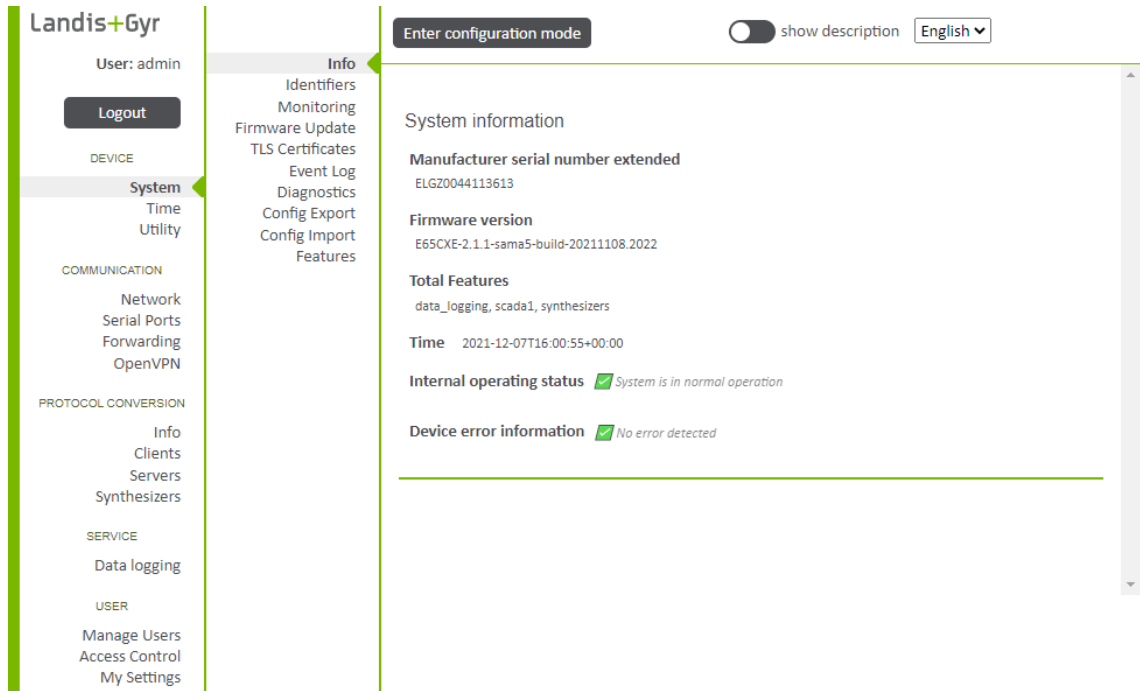 Landis+Gyr
User: admin
Logout
DEVICE
System
Time
Utility
COMMUNICATION
Network
Serial Ports
Forwarding
OpenVPN
PROTOCOL CONVERSION
Info
Clients
Servers
Synthesizers
SERVICE
Data logging
USER
Manage Users
Access Control
My Settings
Info
Identifiers
Monitoring
Firmware Update
TLS Certificates
Event Log
Diagnostics
Config Export
Config Import
Features
Enter configuration mode
show description
English
System information
Manufacturer serial number extended
ELGZ0044113613
Firmware version
E65CXE-2.1.1-sama5-build-20211108.2022
Total Features
data_logging, scada1, synthesizers
Time 2021-12-07T16:00:55+00:00
Internal operating status System is in normal operation
Device error information No error detected